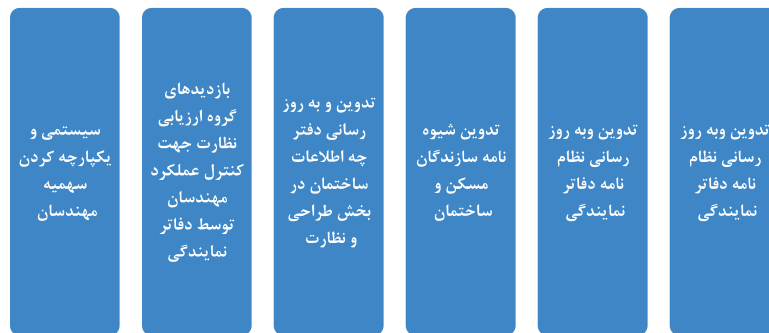 تدوین وبه روز
رسانی نظام
نامه دفاتر
نمایندگی
تدوین وبه روز
رسانی نظام
نامه دفاتر
نمایندگی
تدوین شیوه
نامه سازندگان
مسکن و
ساختمان
تدوین و به روز
رسانی دفتر
چه اطلاعات
ساختمان در
بخش طراحی
و نظارت
بازدیدهای
گروه ارزیابی
نظارت جهت
کنترل عملکرد
مهندسان
توسط دفاتر
نمایندگی
سیستمی و
یکپارچه کردن
سهمیه
مهندسان